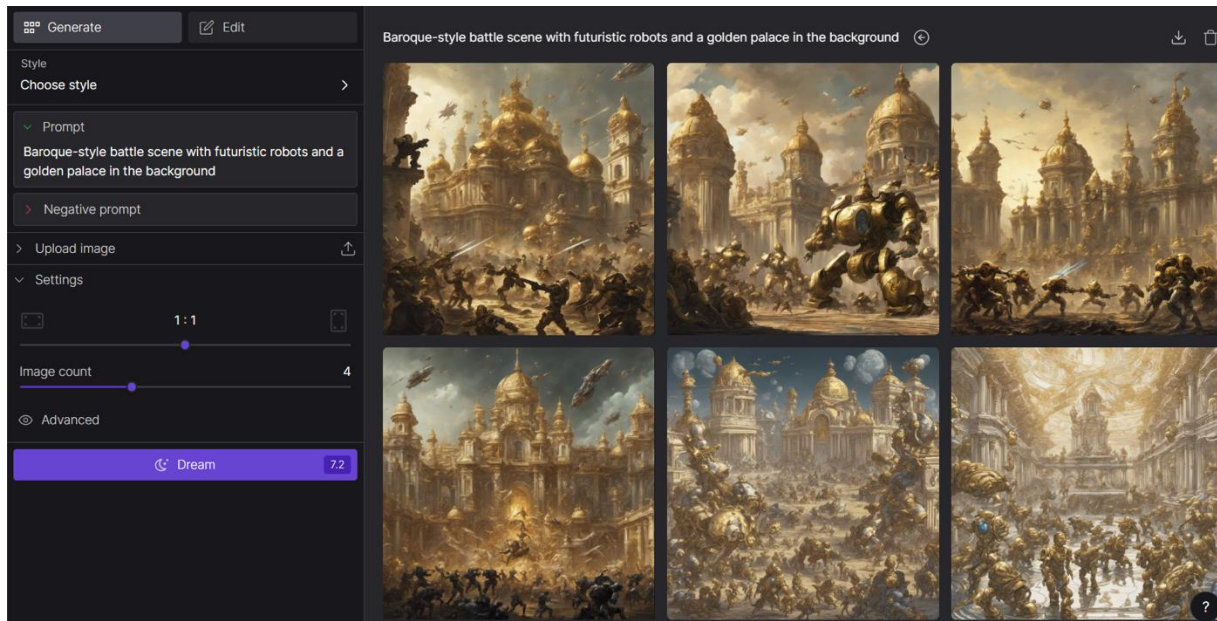 Generate
Edit
Style
Choose style
Prompt
Baroque-style battle scene with futuristic robots and a
golden palace in the background
Negative prompt
Upload image
Settings
1:1
Image count
4
Advanced
Dream
7.2
Baroque-style battle scene with futuristic robots and a golden palace in the background
?